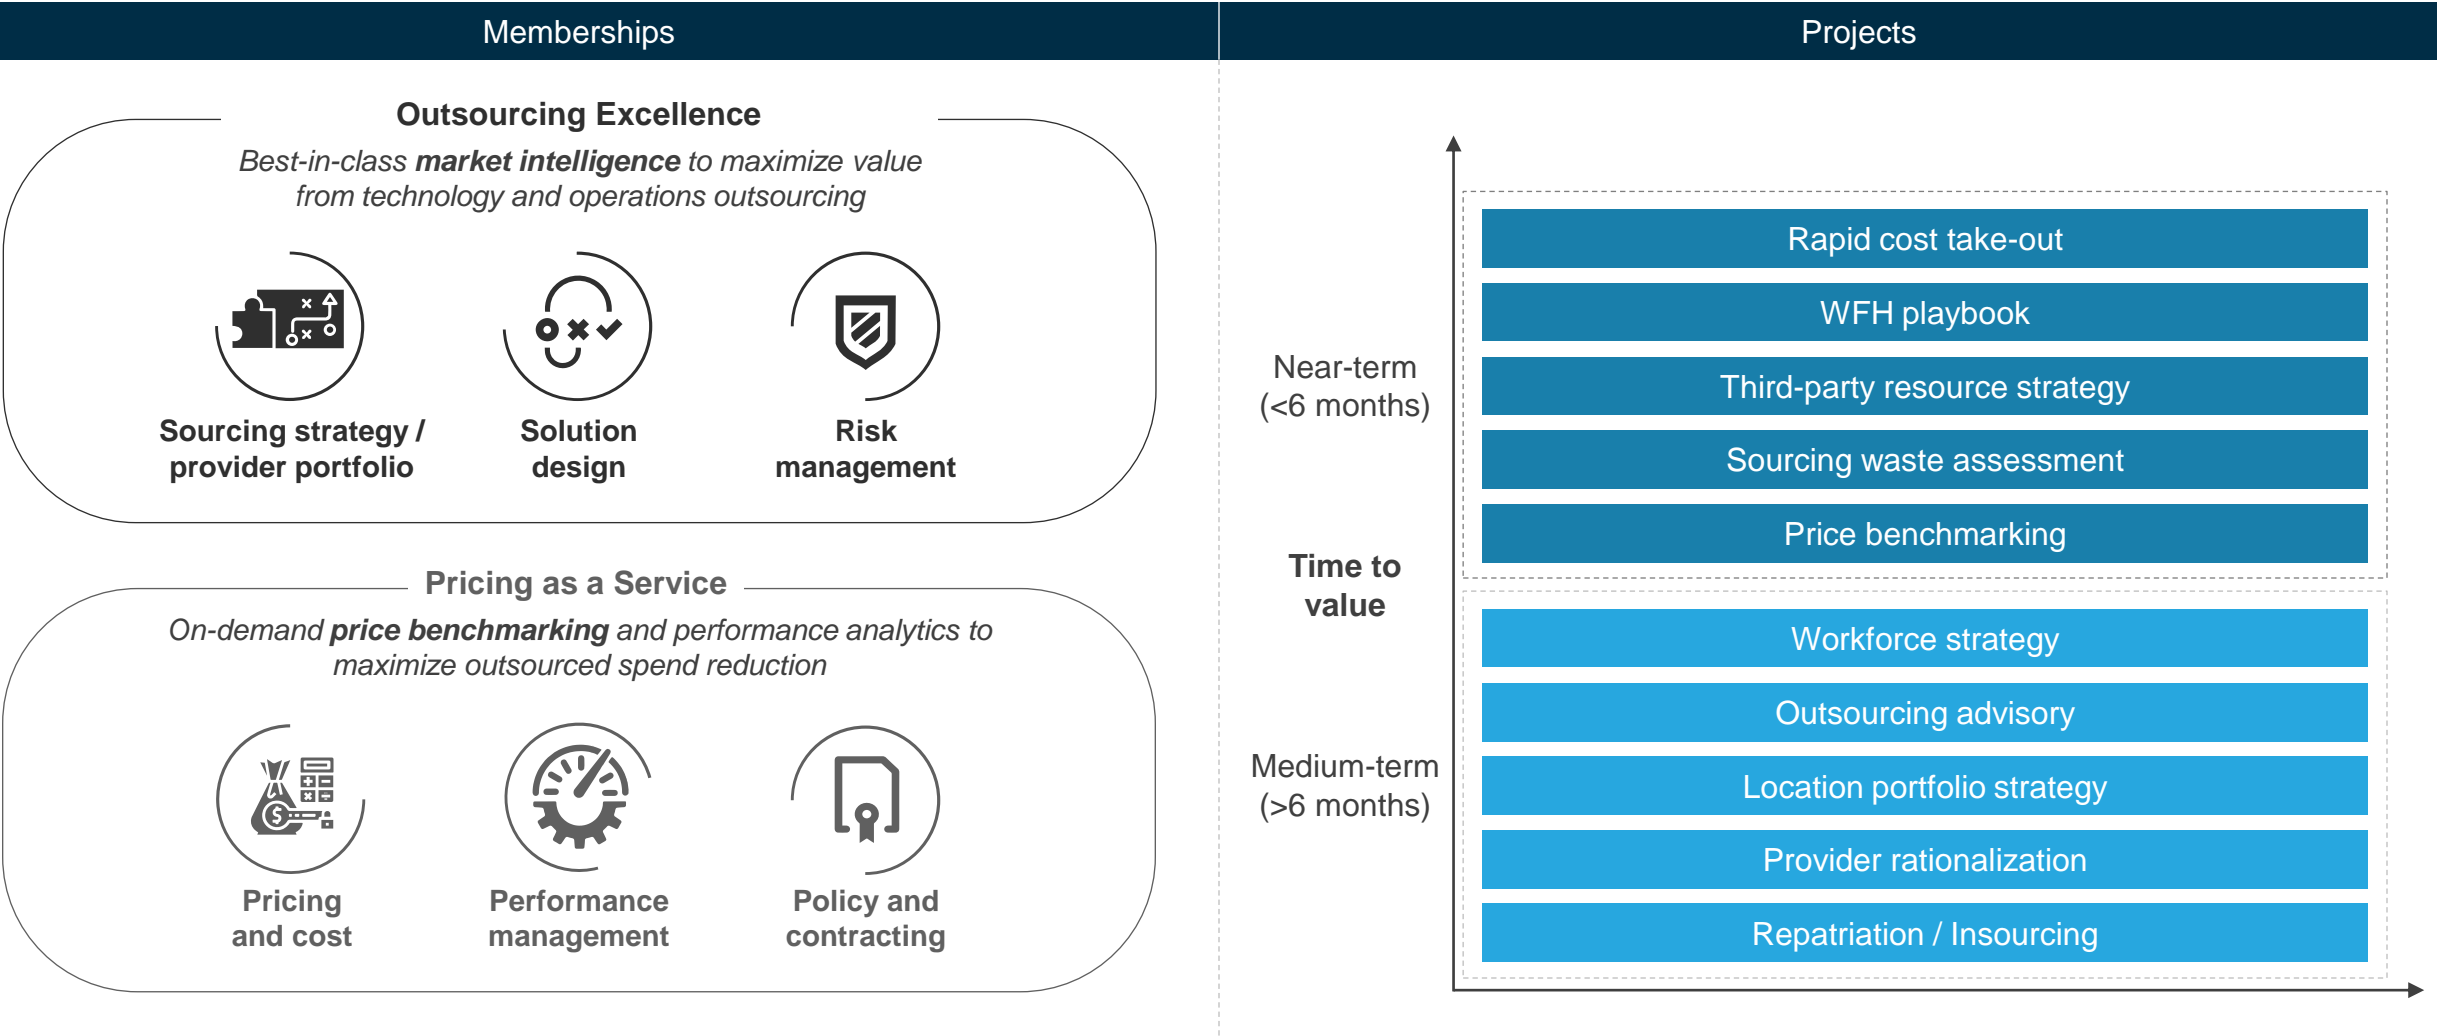 Memberships
Outsourcing Excellence
Best-in-class market intelligence to maximize value
from technology and operations outsourcing
Sourcing strategy /
provider portfolio
Solution
design
Risk
management
Pricing as a Service
On-demand price benchmarking and performance analytics to
maximize outsourced spend reduction
Pricing
and cost
Performance
management
Policy and
contracting
Projects
Near-term
(<6 months)
Time to
value
Medium-term
(>6 months)
Rapid cost take-out
WFH playbook
Third-party resource strategy
Sourcing waste assessment
Price benchmarking
Workforce strategy
Outsourcing advisory
Location portfolio strategy
Provider rationalization
Repatriation / Insourcing